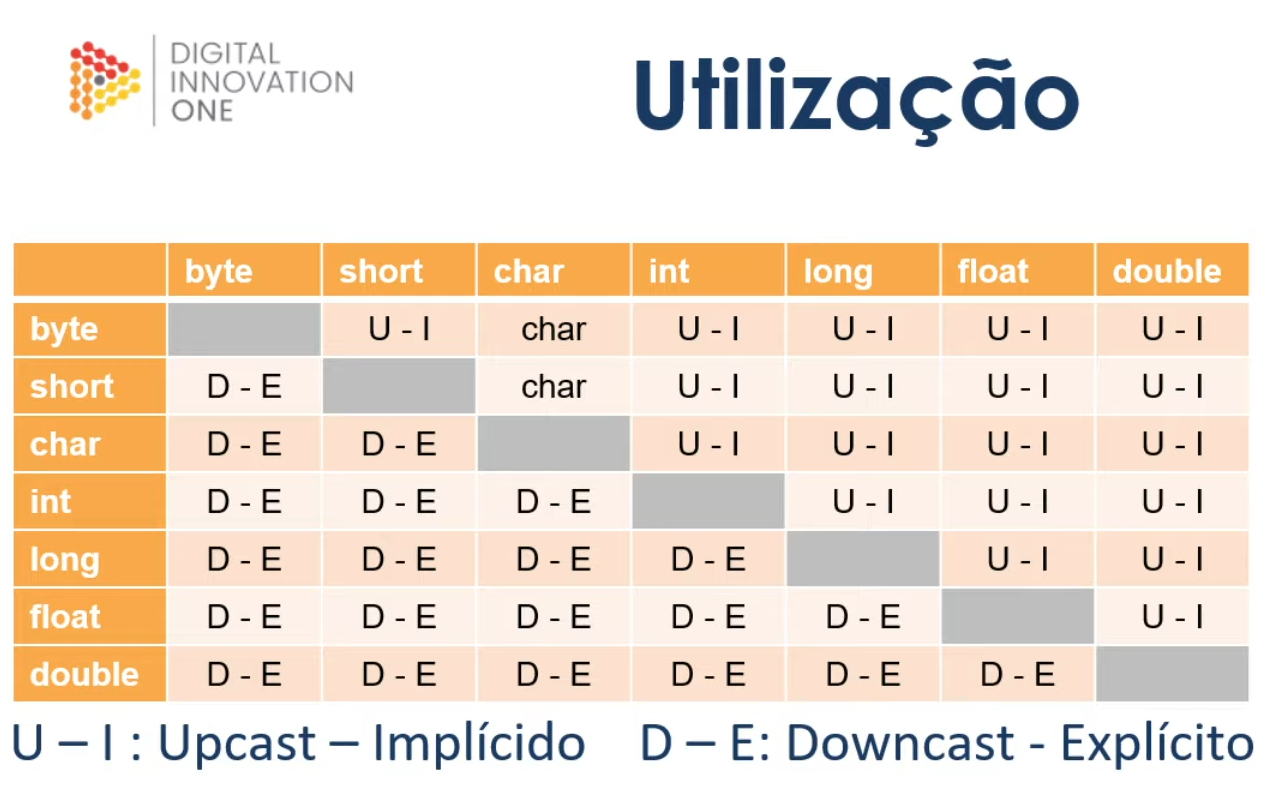 DIGITAL
INNOVATION
ONE
Utilização
byte short char int long float double
byte U - I char U - I U - I U - I U - I
short D - E char U - I U - I U - I U - I
char D - E D - E U - I U - I U - I U - I
int D - E D - E D - E U - I U - I U - I
long D - E D - E D - E D - E U - I U - I
float D - E D - E D - E D - E D - E U - I
double D - E D - E D - E D - E D - E D - E
U – I : Upcast – Implícido D – E: Downcast - Explícito